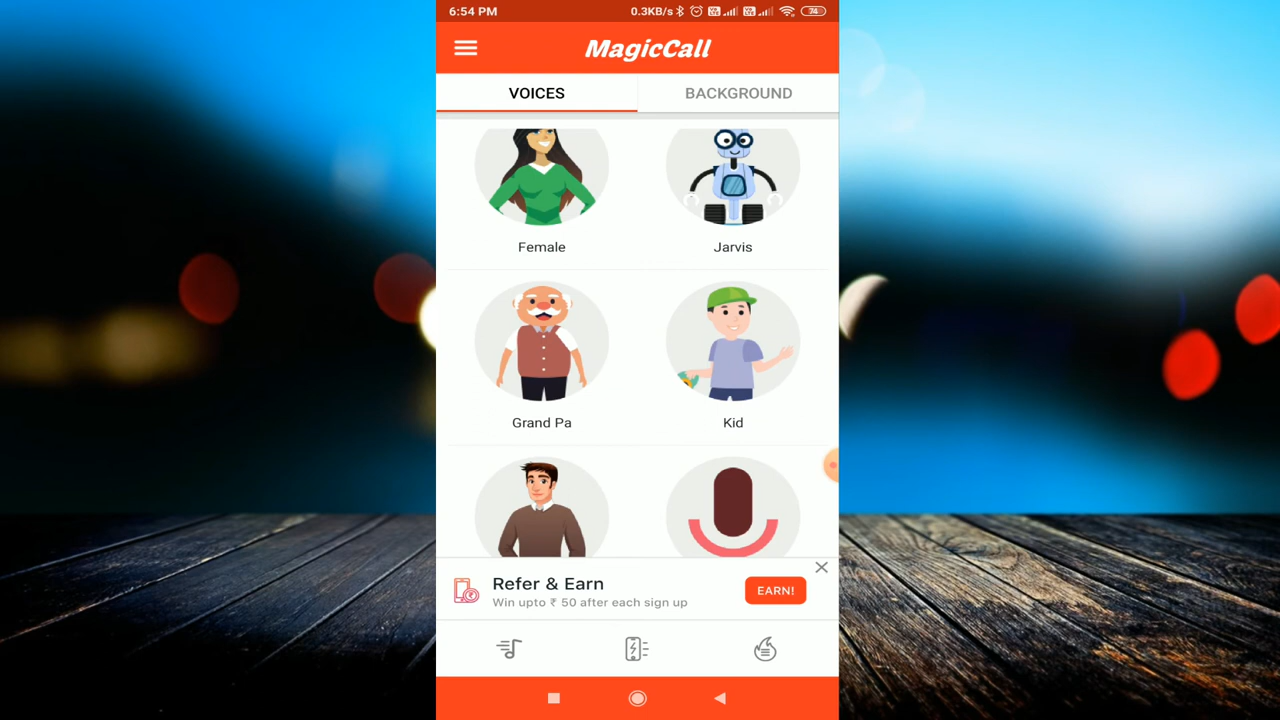 6:54 PM
0.3KB/s
74
MagicCall
VOICES
BACKGROUND
Female
Jarvis
Grand Pa
Kid
Refer & Earn
EARN!
Win upto ₹ 50 after each sign up